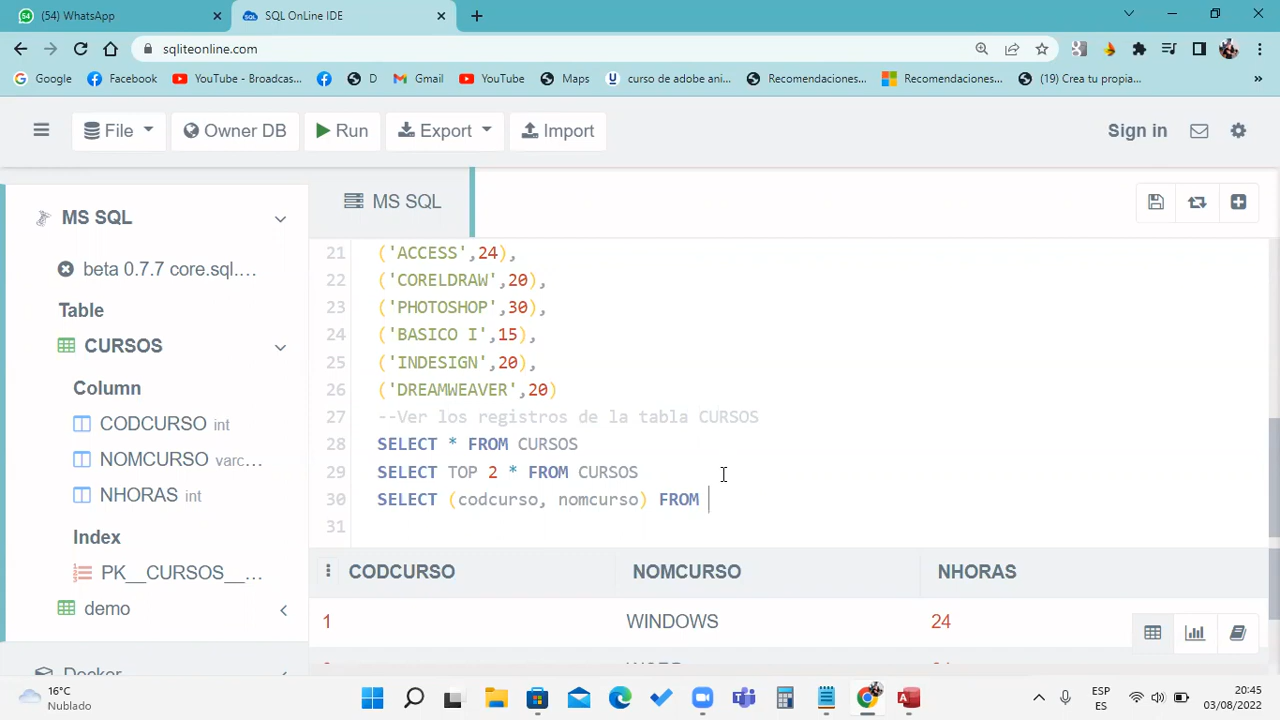 (54) WhatsApp
SQL OnLine IDE
sqliteonline.com
Google
Facebook
YouTube - Broadcas...
D
Gmail
YouTube
Maps
curso de adobe ani...
Recomendaciones...
Recomendaciones...
(19) Crea tu propia...
»
File
Owner DB
Run
Export
Import
Sign in
MS SQL
beta 0.7.7 core.sql....
Table
CURSOS
Column
CODCURSO int
NOMCURSO varc...
NHORAS int
Index
PK__CURSOS__...
demo
Docker
MS SQL
21 ('ACCESS',24),
22 ('CORELDRAW',20),
23 ('PHOTOSHOP',30),
24 ('BASICO I',15),
25 ('INDESIGN',20),
26 ('DREAMWEAVER',20)
27 --Ver los registros de la tabla CURSOS
28 SELECT * FROM CURSOS
29 SELECT TOP 2 * FROM CURSOS
30 SELECT (codcurso, nomcurso) FROM
31
CODCURSO NOMCURSO NHORAS
1 WINDOWS 24
16°C
Nublado
ESP
ES
20:45
03/08/2022